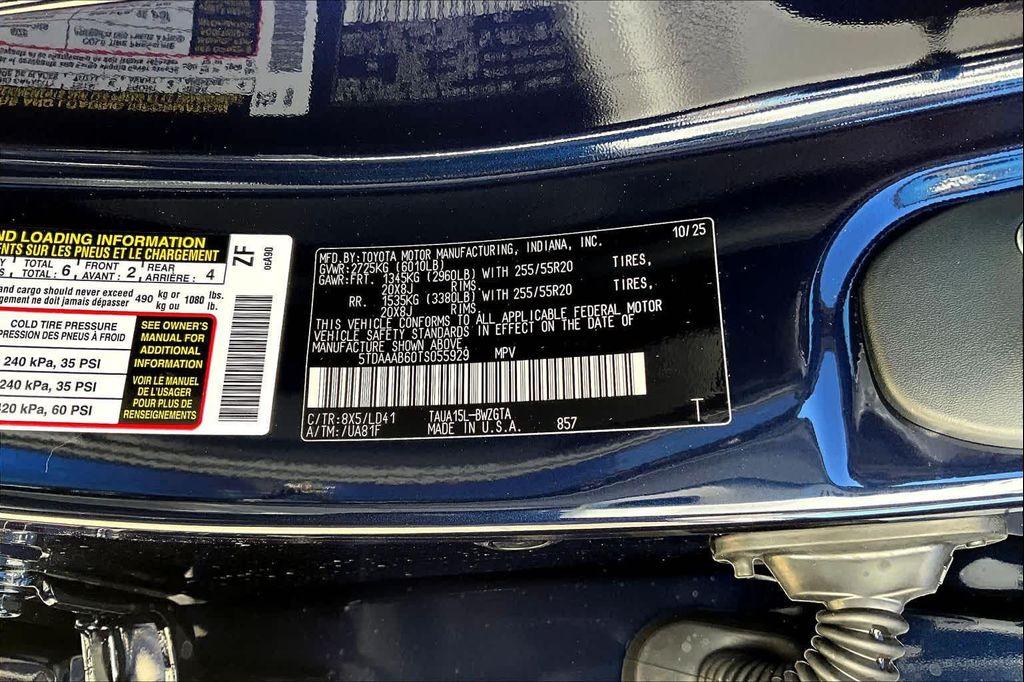 ND LOADING INFORMATION
ENTS SUR LES PNEUS ET LE CHARGEMENT
TOTAL : 6 FRONT AVANT : 2 REAR ARRIÈRE : 4
and cargo should never exceed 490 kg or 1080 lbs.
gement ne doit jamais dépasser kg ou lb.
COLD TIRE PRESSURE
PRESSION DES PNEUS À FROID
240 kPa, 35 PSI
240 kPa, 35 PSI
420 kPa, 60 PSI
SEE OWNER'S
MANUAL FOR
ADDITIONAL
INFORMATION
VOIR LE MANUEL
DE L'USAGER
POUR PLUS DE
RENSEIGNEMENTS
ZF
0EA90
MFD.BY:TOYOTA MOTOR MANUFACTURING, INDIANA, INC. 10/25
GVWR:2725KG (6010LB)
GAWR:FRT. 1345KG (2960LB) WITH 255/55R20 TIRES,
20X8J RIMS,
RR. 1535KG (3380LB) WITH 255/55R20 TIRES,
20X8J RIMS.
THIS VEHICLE CONFORMS TO ALL APPLICABLE FEDERAL MOTOR
VEHICLE SAFETY STANDARDS IN EFFECT ON THE DATE OF
MANUFACTURE SHOWN ABOVE.
5TDAAAB60TS055929 MPV
C/TR:8X5/LD41 TAUA15L-BWZGTA
A/TM:/UA81F MADE IN U.S.A. 857 T